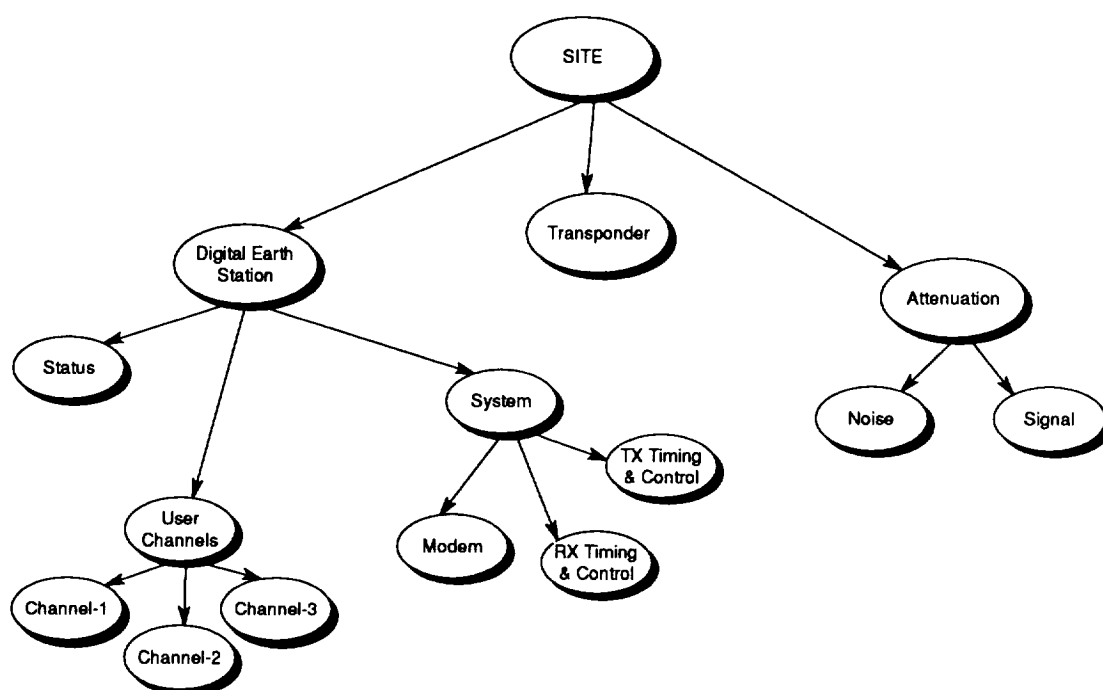 SITE
Transponder
Digital Earth
Station
Attenuation
Status
System
Noise
Signal
TX Timing
& Control
User
Channels
Modem
RX Timing
& Control
Channel-1
Channel-3
Channel-2